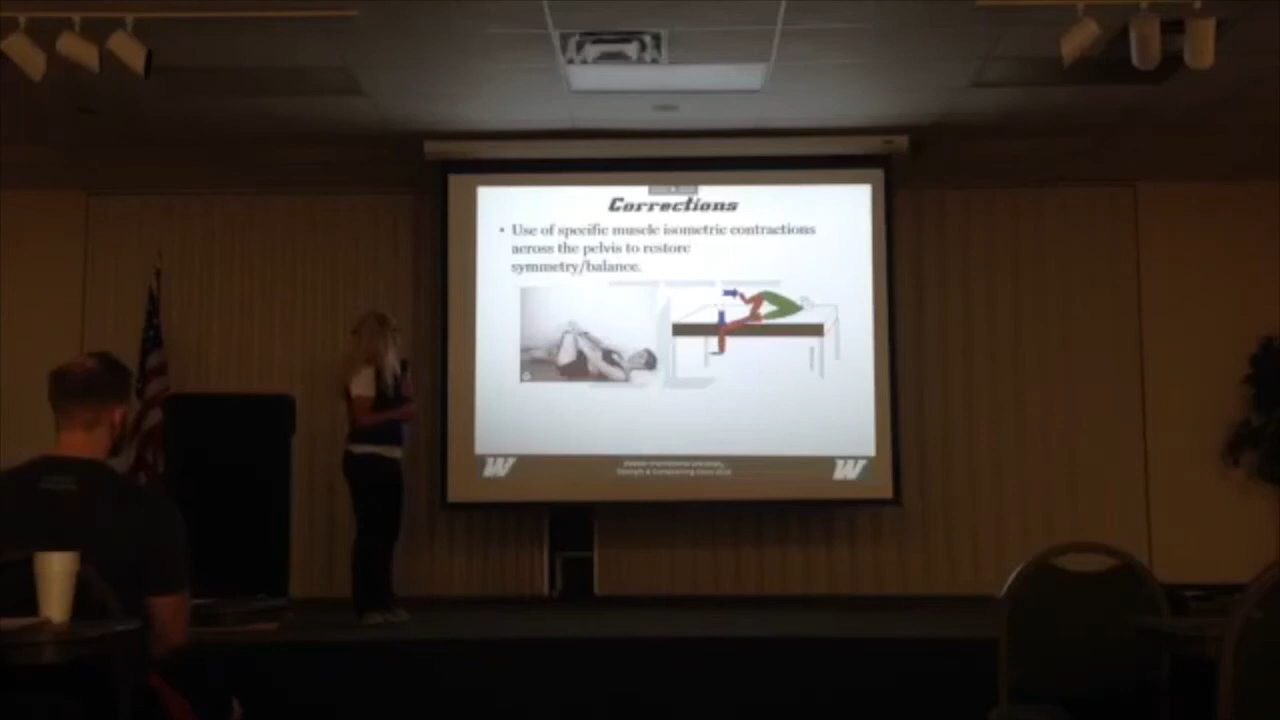 Corrections
• Use of specific muscle isometric contractions
across the pelvis to restore
symmetry/balance.
W W